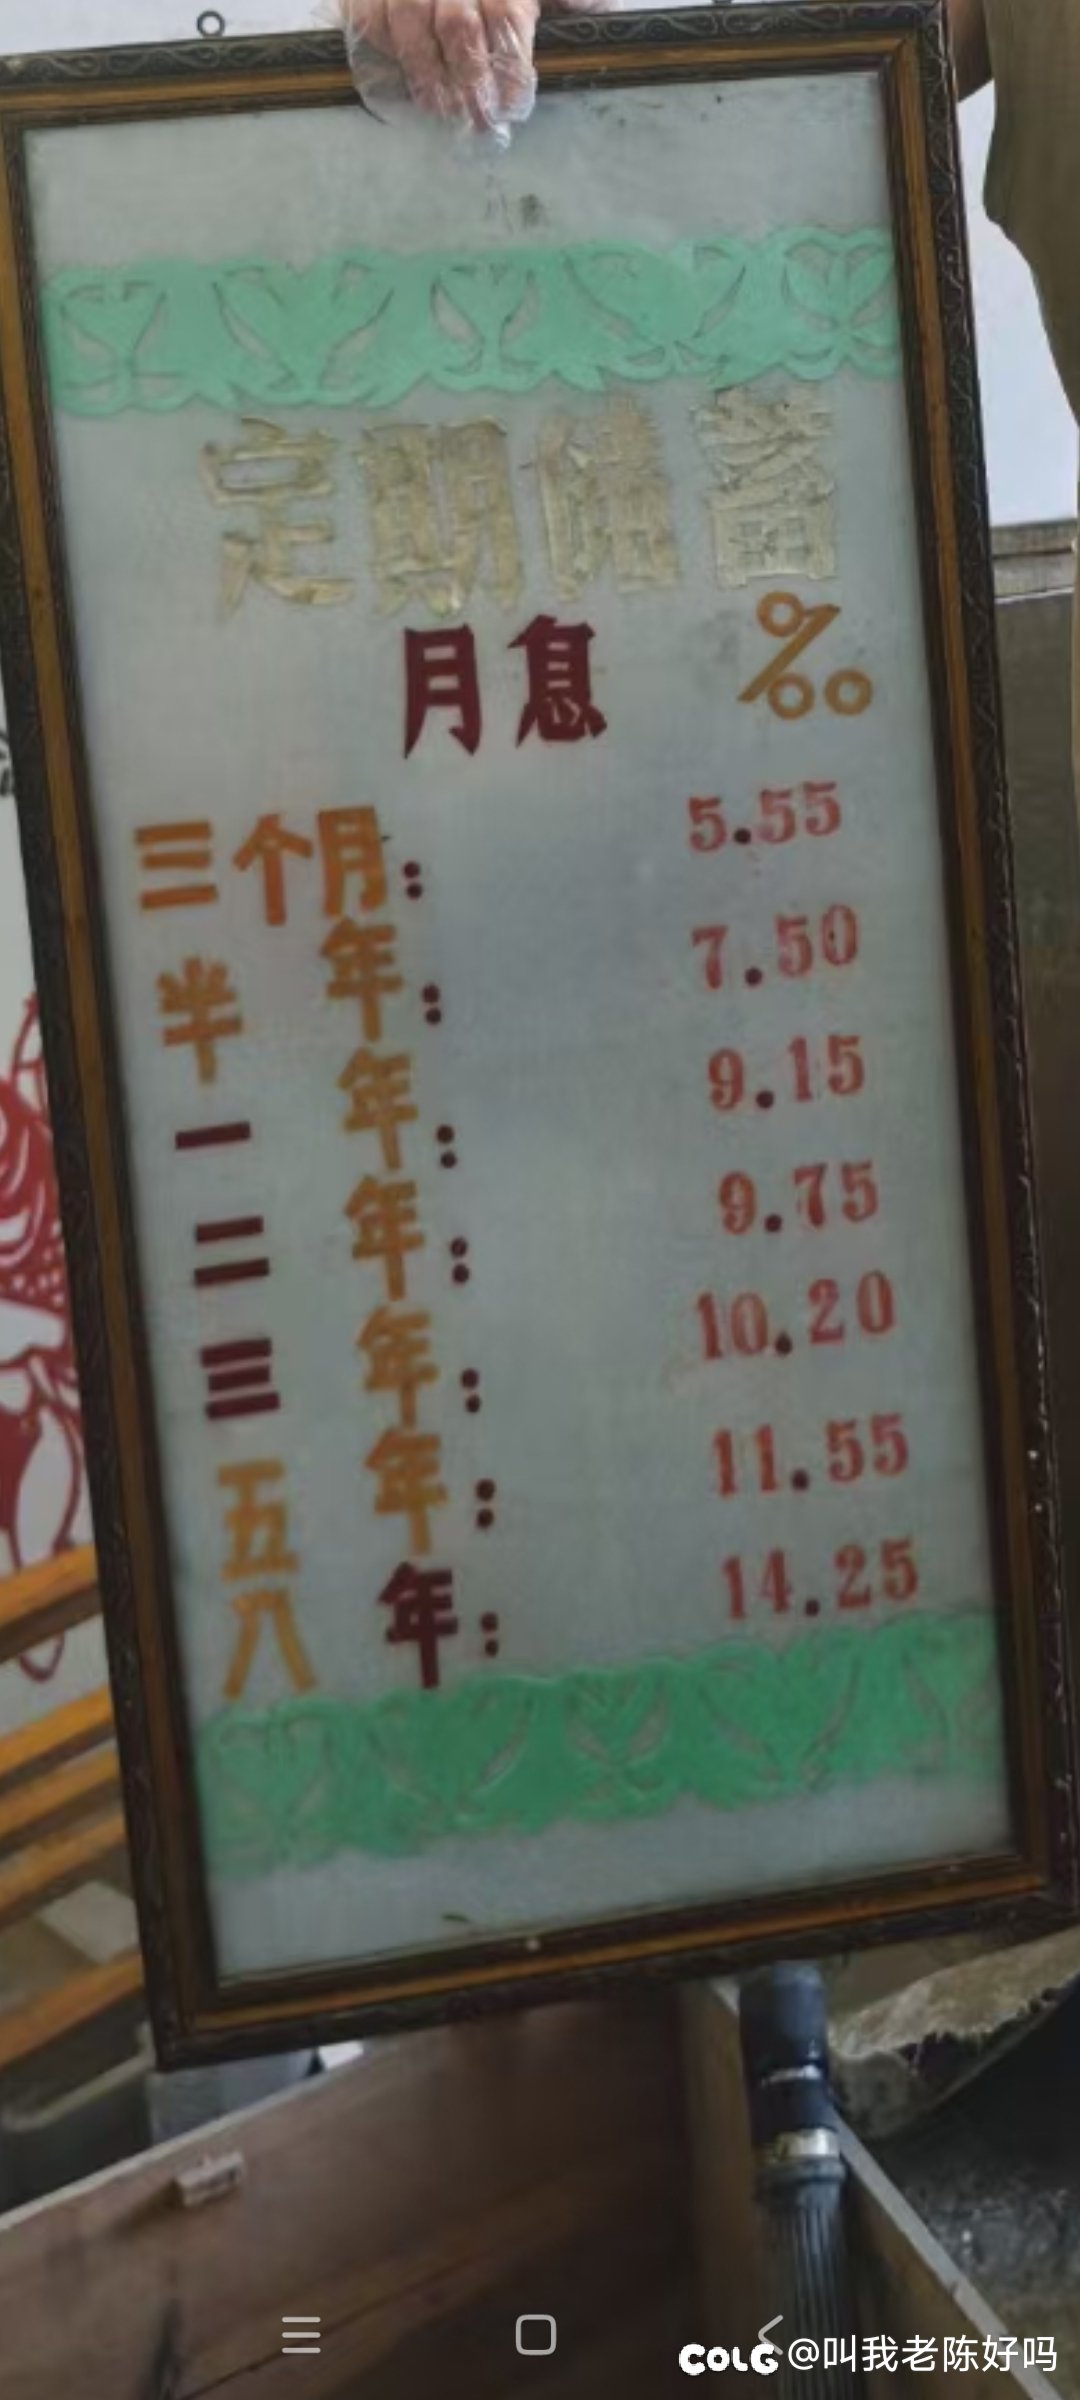 定期储蓄
月息 ‰
三个月: 5.55
半年: 7.50
一年: 9.15
二年: 9.75
三年: 10.20
五年: 11.55
八年: 14.25
COLG @叫我老陈好吗